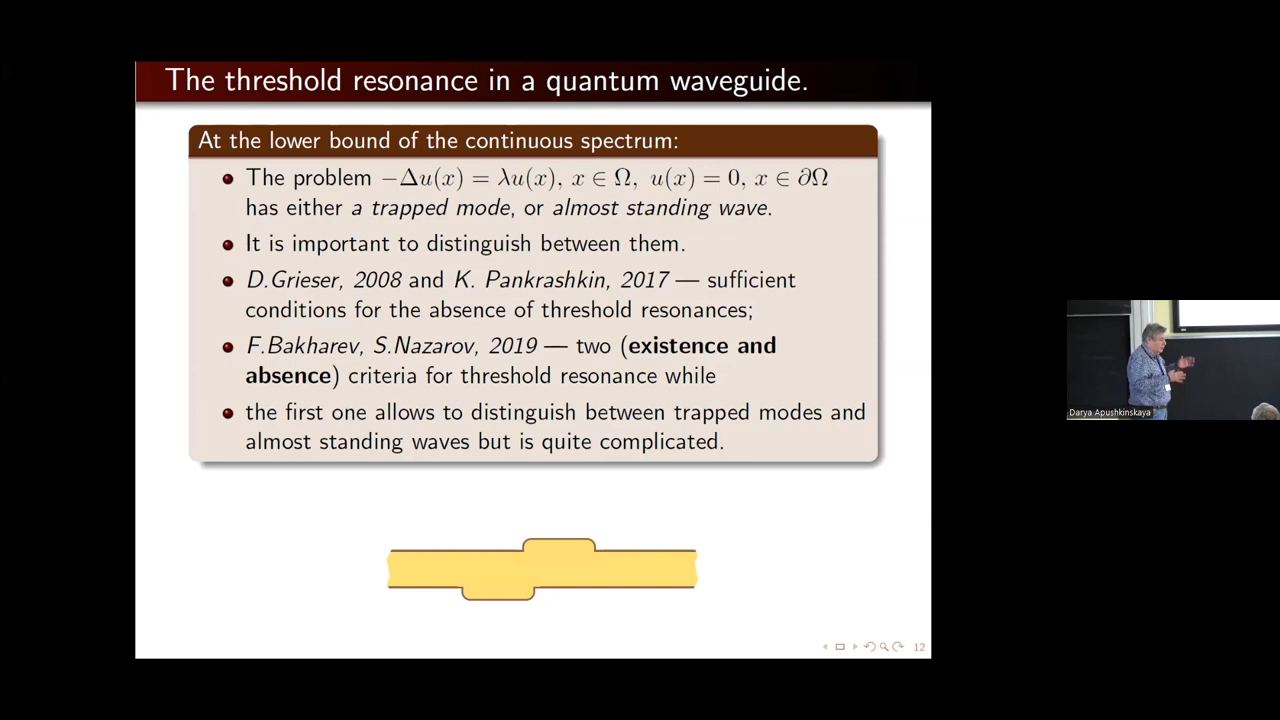 The threshold resonance in a quantum waveguide.
At the lower bound of the continuous spectrum:
The problem −Δu(x) = λu(x), x ∈ Ω, u(x) = 0, x ∈ ∂Ω
has either a trapped mode, or almost standing wave.
It is important to distinguish between them.
D.Grieser, 2008 and K. Pankrashkin, 2017 — sufficient
conditions for the absence of threshold resonances;
F.Bakharev, S.Nazarov, 2019 — two (existence and
absence) criteria for threshold resonance while
the first one allows to distinguish between trapped modes and
almost standing waves but is quite complicated.
12
Darya Apushkinskaya